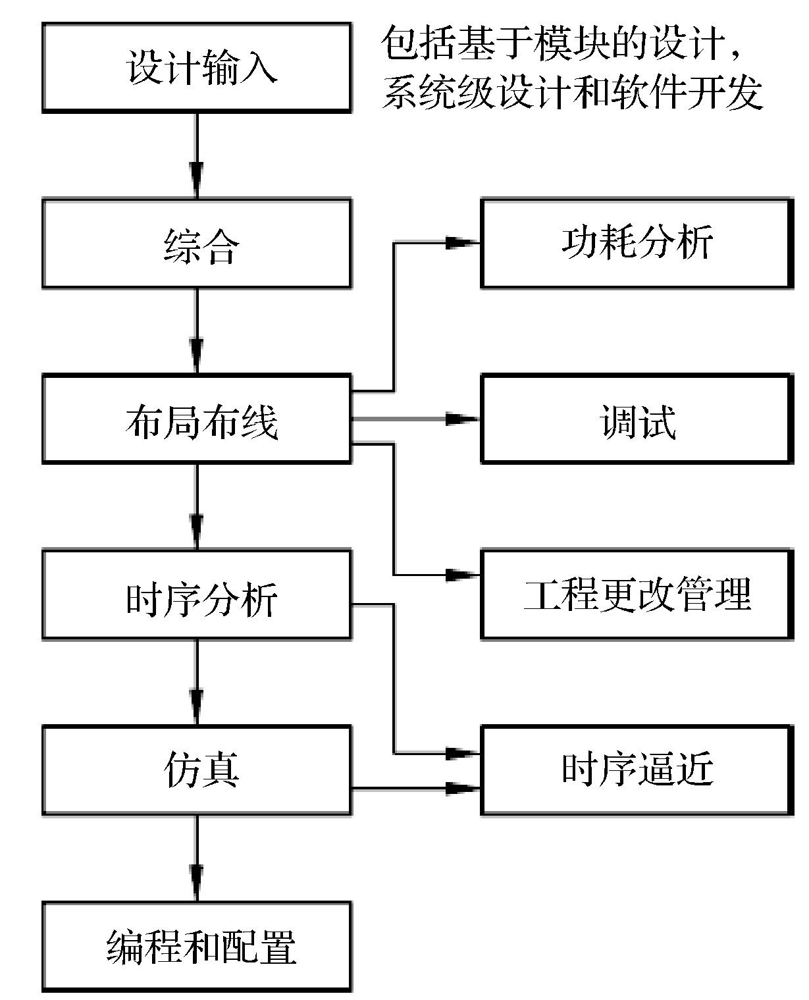 设计输入
包括基于模块的设计，
系统级设计和软件开发
综合
功耗分析
布局布线
调试
时序分析
工程更改管理
仿真
时序逼近
编程和配置